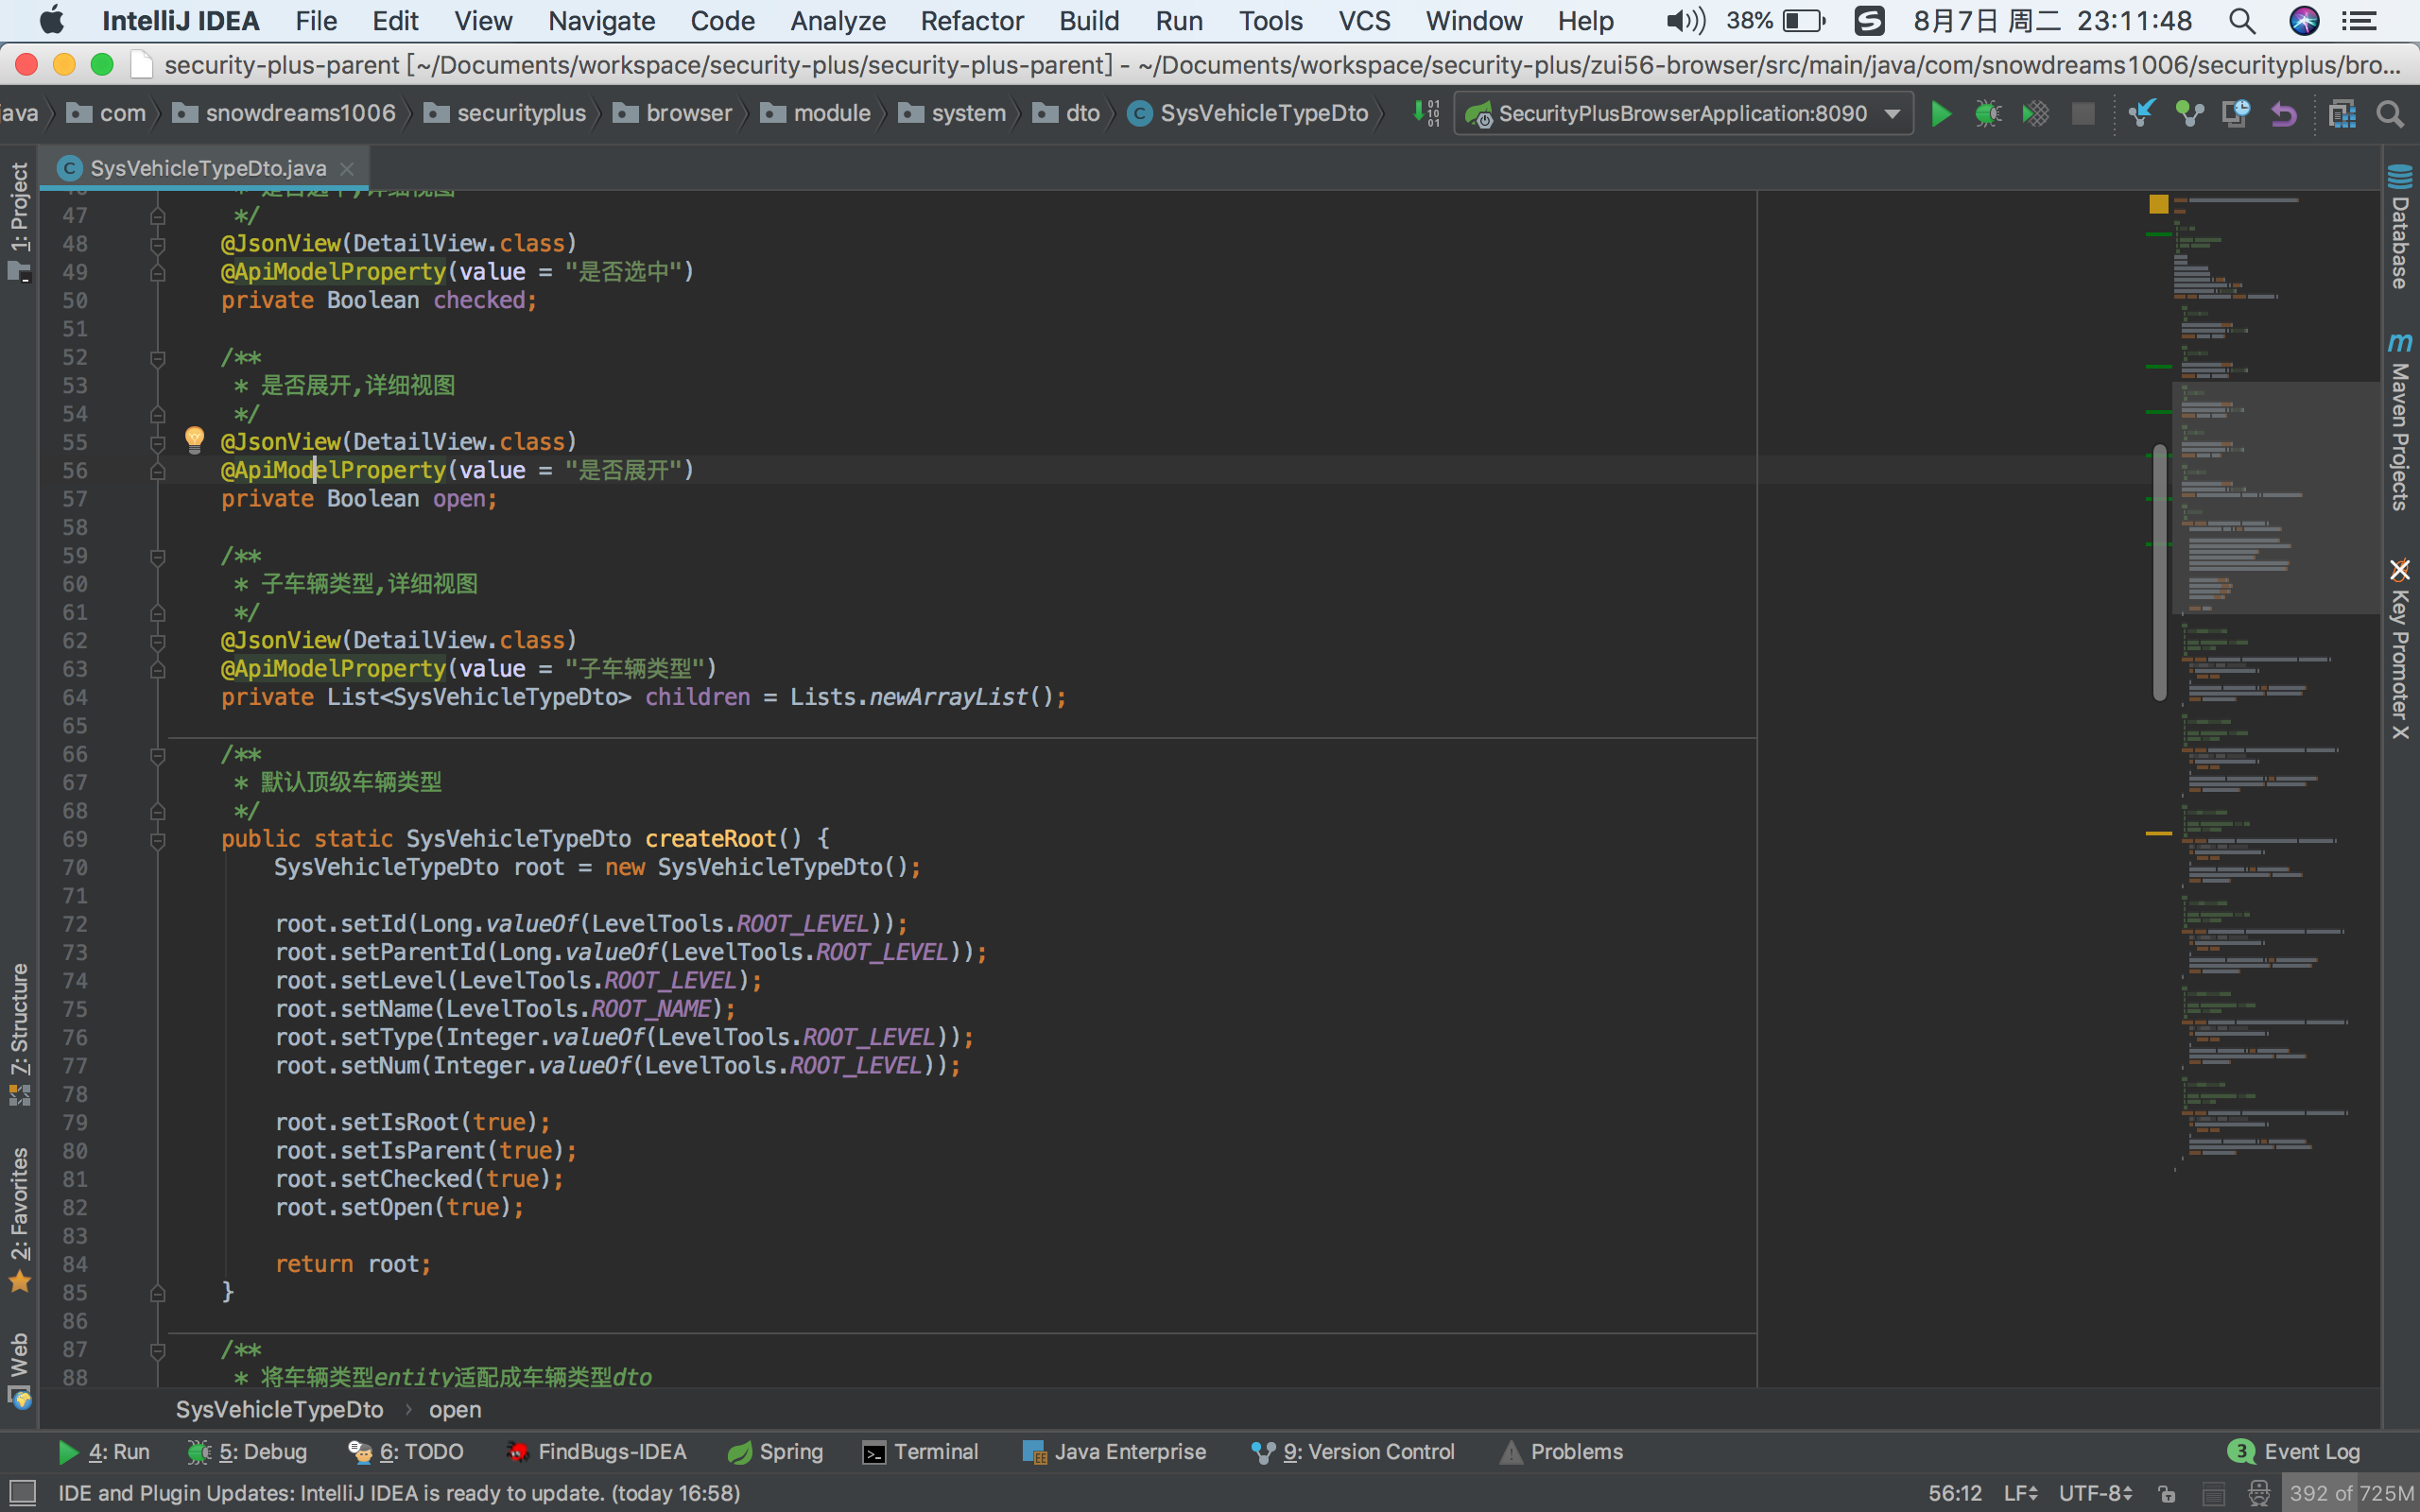 IntelliJ IDEA File Edit View Navigate Code Analyze Refactor Build Run Tools VCS Window Help 38% 8月7日 周二 23:11:48
security-plus-parent [~/Documents/workspace/security-plus/security-plus-parent] - ~/Documents/workspace/security-plus/zui56-browser/src/main/java/com/snowdreams1006/securityplus/bro...
java com snowdreams1006 securityplus browser module system dto SysVehicleTypeDto SecurityPlusBrowserApplication:8090
SysVehicleTypeDto.java
1: Project
7: Structure
2: Favorites
Web
* 是否选中,详细视图
47 */
48 @JsonView(DetailView.class)
49 @ApiModelProperty(value = "是否选中")
50 private Boolean checked;
51
52 /**
53 * 是否展开,详细视图
54 */
55 @JsonView(DetailView.class)
56 @ApiModelProperty(value = "是否展开")
57 private Boolean open;
58
59 /**
60 * 子车辆类型,详细视图
61 */
62 @JsonView(DetailView.class)
63 @ApiModelProperty(value = "子车辆类型")
64 private List<SysVehicleTypeDto> children = Lists.newArrayList();
65
66 /**
67 * 默认顶级车辆类型
68 */
69 public static SysVehicleTypeDto createRoot() {
70 SysVehicleTypeDto root = new SysVehicleTypeDto();
71
72 root.setId(Long.valueOf(LevelTools.ROOT_LEVEL));
73 root.setParentId(Long.valueOf(LevelTools.ROOT_LEVEL));
74 root.setLevel(LevelTools.ROOT_LEVEL);
75 root.setName(LevelTools.ROOT_NAME);
76 root.setType(Integer.valueOf(LevelTools.ROOT_LEVEL));
77 root.setNum(Integer.valueOf(LevelTools.ROOT_LEVEL));
78
79 root.setIsRoot(true);
80 root.setIsParent(true);
81 root.setChecked(true);
82 root.setOpen(true);
83
84 return root;
85 }
86
87 /**
88 * 将车辆类型entity适配成车辆类型dto
Database
Maven Projects
Key Promoter X
SysVehicleTypeDto open
4: Run 5: Debug 6: TODO FindBugs-IDEA Spring Terminal Java Enterprise 9: Version Control Problems 3 Event Log
IDE and Plugin Updates: IntelliJ IDEA is ready to update. (today 16:58) 56:12 LF UTF-8 392 of 725M